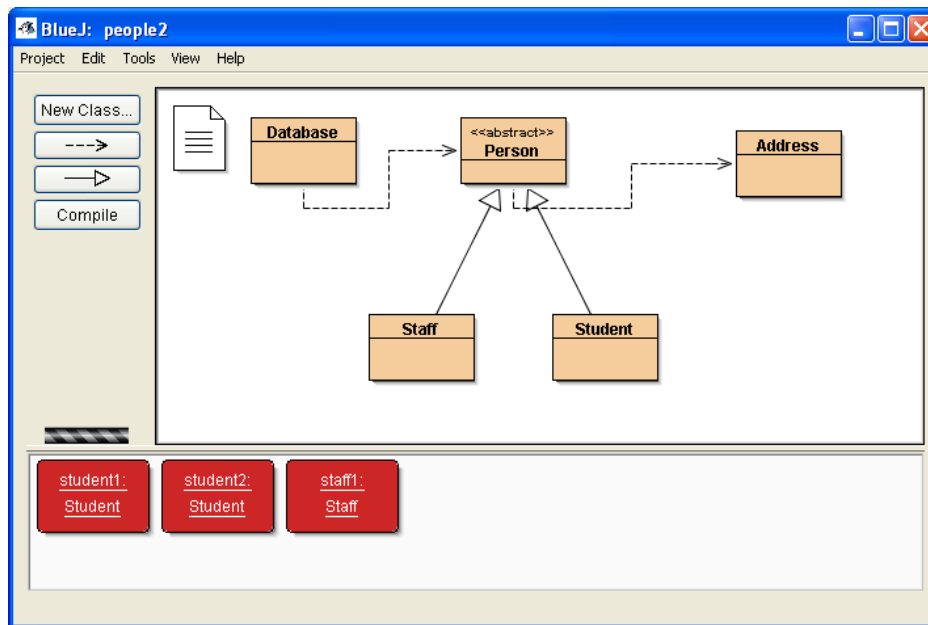 BlueJ: people2
Project Edit Tools View Help
New Class...
Compile
Database
<<abstract>>
Person
Address
Staff
Student
student1:
Student
student2:
Student
staff1:
Staff